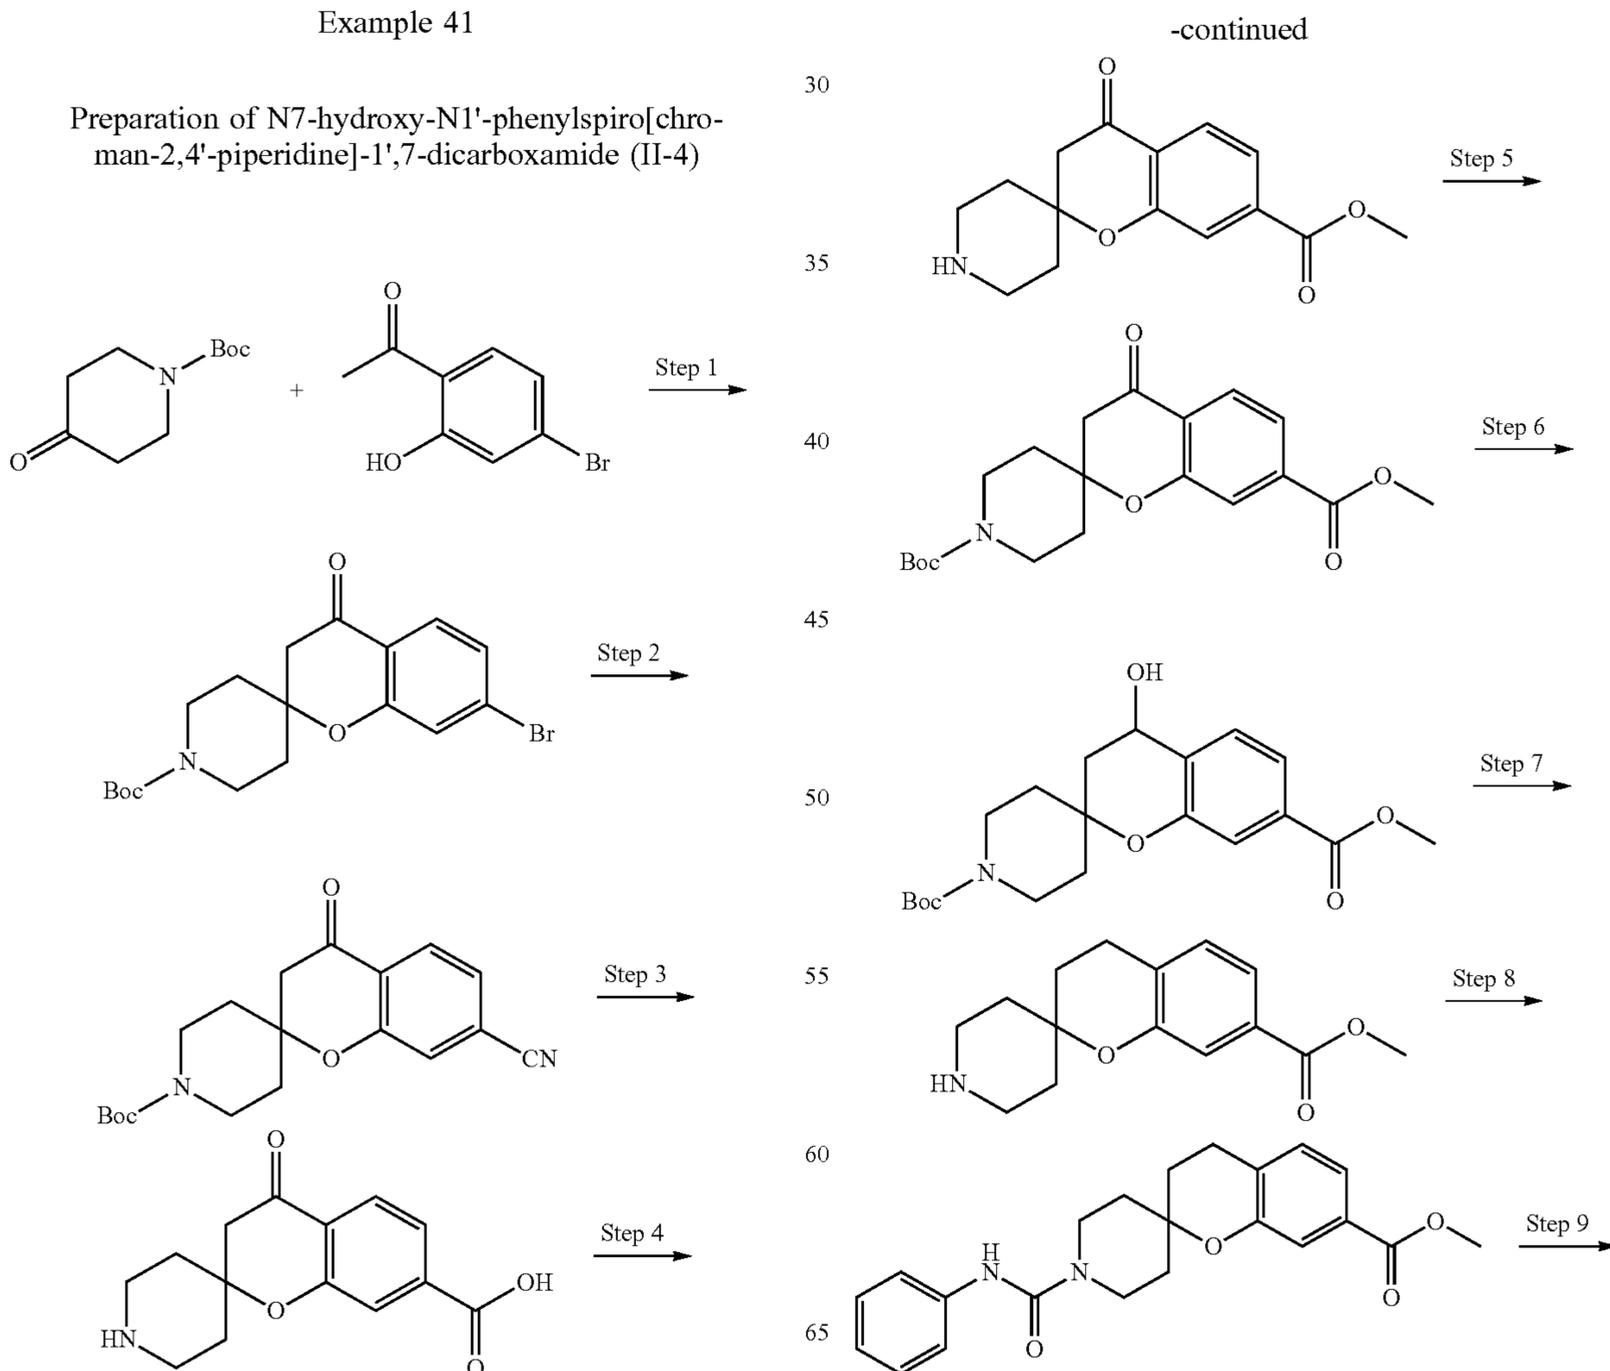 Example 41
Preparation of N7-hydroxy-N1'-phenylspiro[chro-
man-2,4'-piperidine]-1',7-dicarboxamide (II-4)
O
N
Boc
+
O
HO
Br
Step 1
O
O
Br
N
Boc
Step 2
O
O
CN
N
Boc
Step 3
O
O
OH
HN
O
Step 4
30
35
40
45
50
55
60
65
-continued
O
O
O
HN
O
Step 5
O
O
O
N
Boc
O
Step 6
OH
O
O
N
Boc
O
Step 7
O
O
HN
O
Step 8
O
O
H
N
N
O
O
Step 9